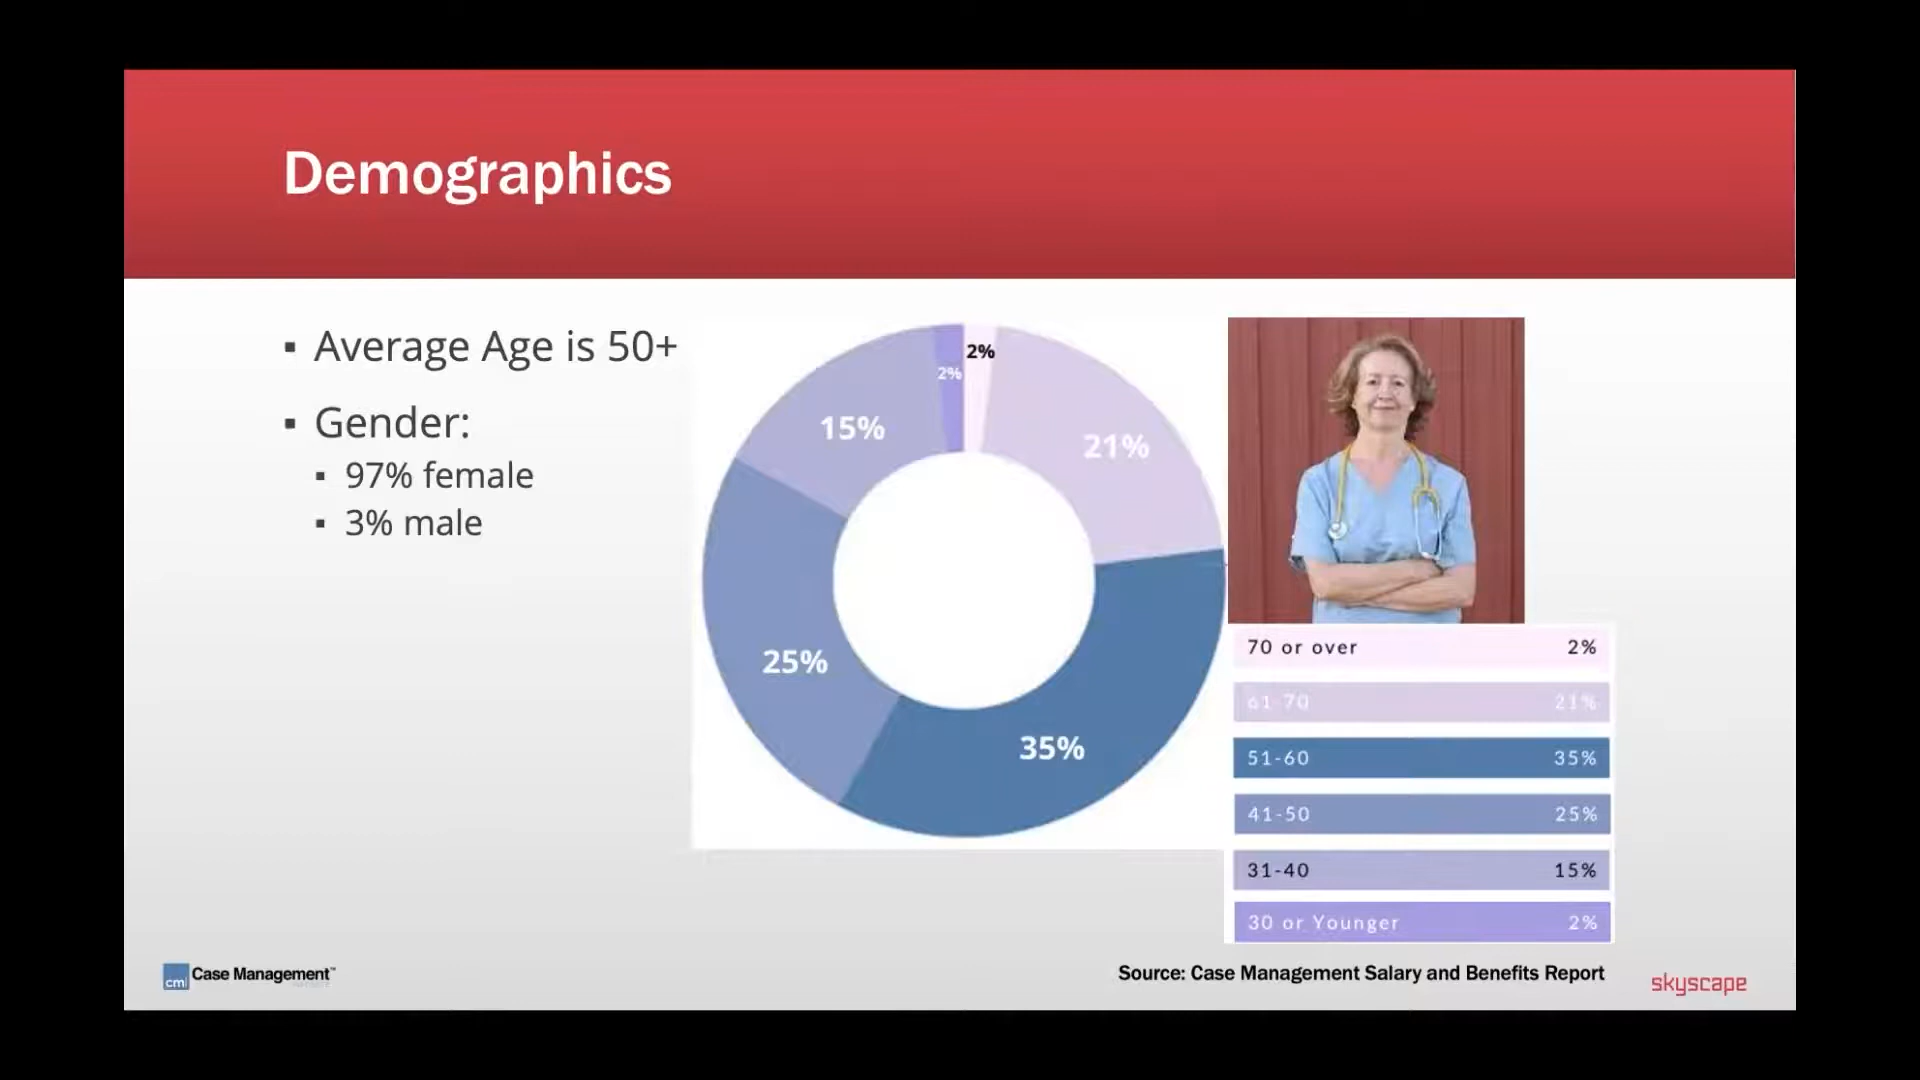 Demographics
▪ Average Age is 50+
▪ Gender:
▪ 97% female
▪ 3% male
2%
2%
15%
21%
25%
35%
70 or over 2%
61-70 21%
51-60 35%
41-50 25%
31-40 15%
30 or Younger 2%
cmi Case Management™
Source: Case Management Salary and Benefits Report
skyscape